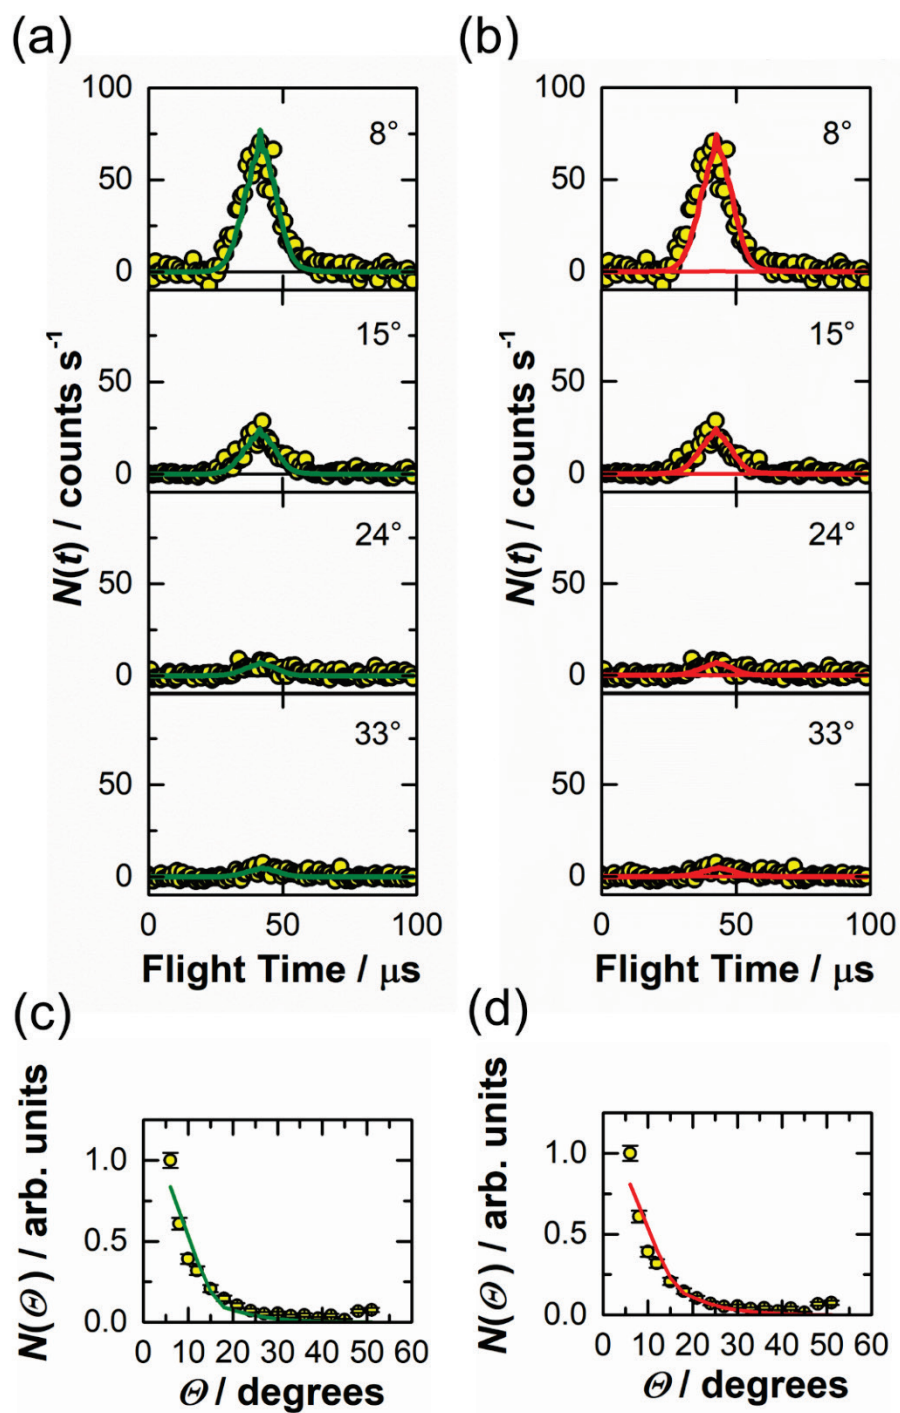 (a)
(b)
N(t) / counts s⁻¹
100
50
0
8°
50
0
15°
50
0
24°
50
0
33°
0
50
100
Flight Time / μs
N(t) / counts s⁻¹
100
50
0
8°
50
0
15°
50
0
24°
50
0
33°
0
50
100
Flight Time / μs
(c)
N(Θ) / arb. units
1.0
0.5
0.0
0 10 20 30 40 50 60
Θ / degrees
(d)
N(Θ) / arb. units
1.0
0.5
0.0
0 10 20 30 40 50 60
Θ / degrees